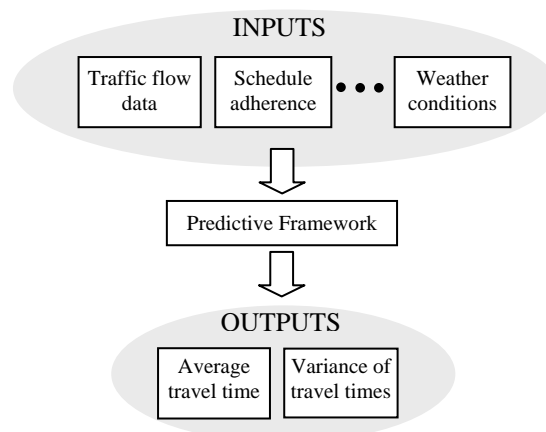 INPUTS
Traffic flow
data
Schedule
adherence
Weather
conditions
Predictive Framework
OUTPUTS
Average
travel time
Variance of
travel times